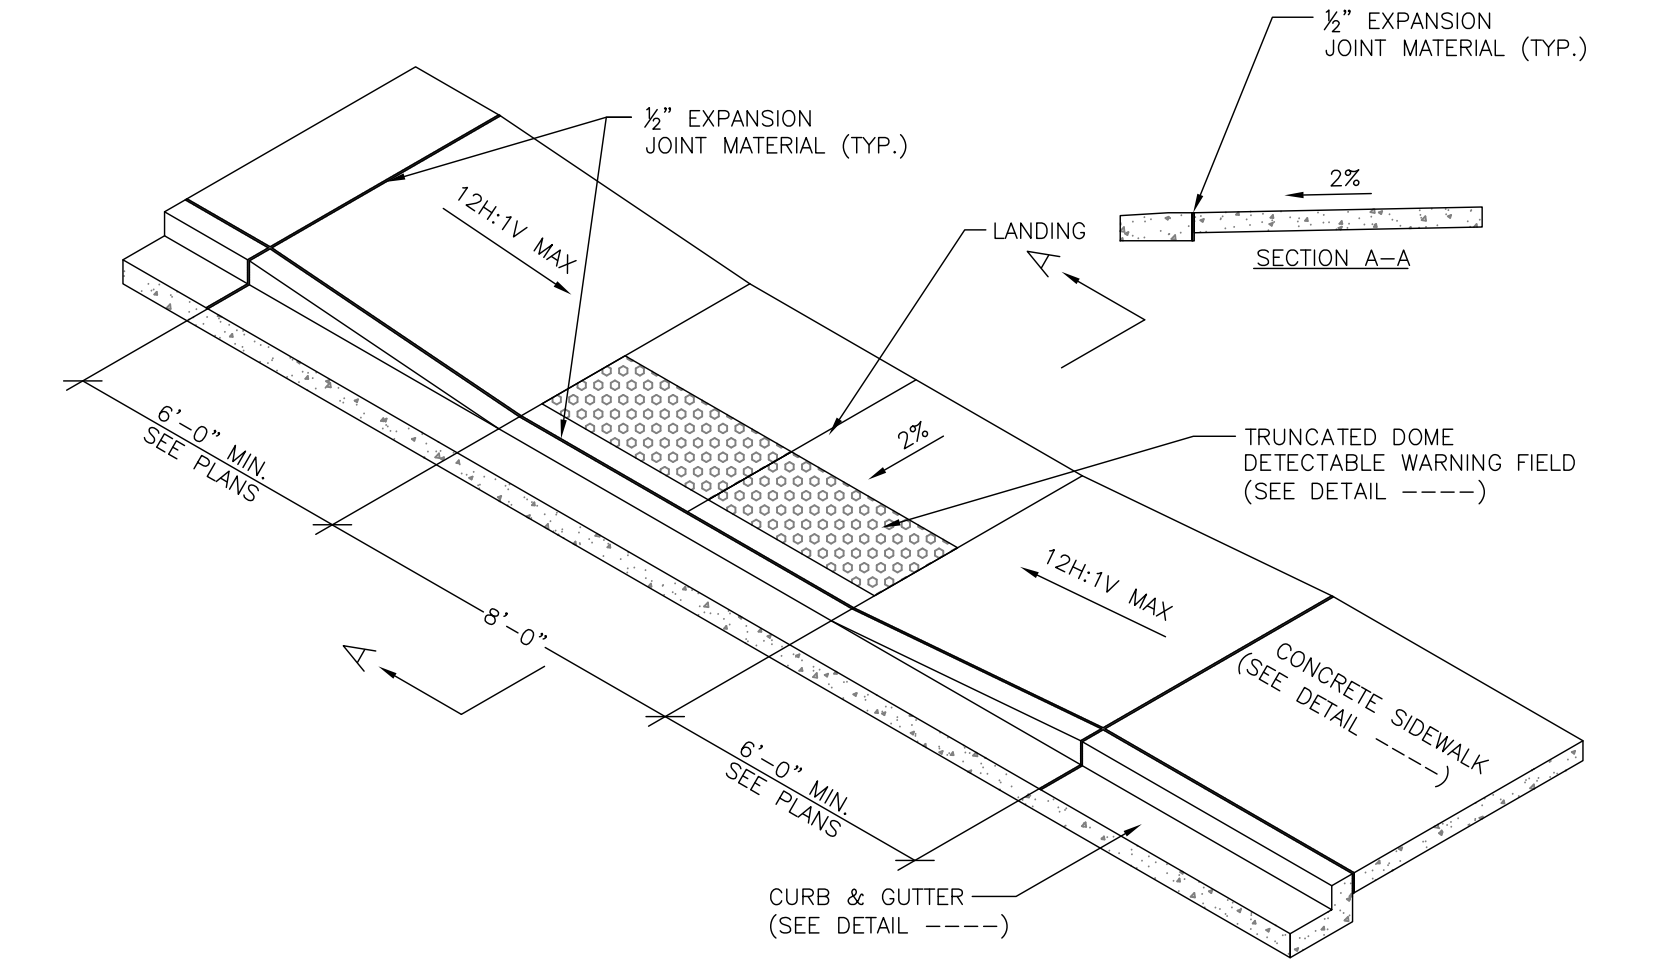 ½" EXPANSION
JOINT MATERIAL (TYP.)
½" EXPANSION
JOINT MATERIAL (TYP.)
12H:1V MAX
2%
SECTION A-A
LANDING
A
2%
TRUNCATED DOME
DETECTABLE WARNING FIELD
(SEE DETAIL ----)
6'-0" MIN.
SEE PLANS
12H:1V MAX
8'-0"
A
CONCRETE SIDEWALK
(SEE DETAIL ----)
6'-0" MIN.
SEE PLANS
CURB & GUTTER
(SEE DETAIL ----)